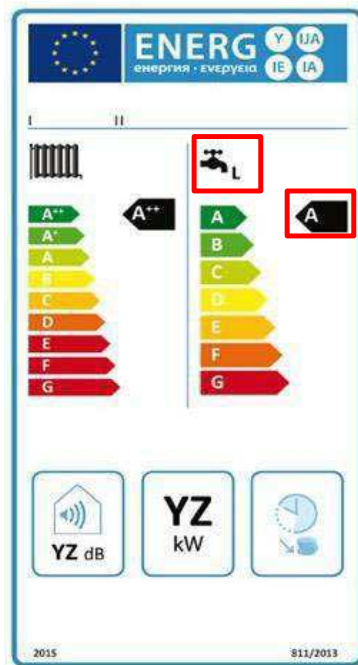 ENERG Y IJA
енергия · ενεργεια IE IA
I II
L
A++ A++
A+
A
B
C
D
E
F
G
A A
B
C
D
E
F
G
YZ dB
YZ
kW
2015 811/2013